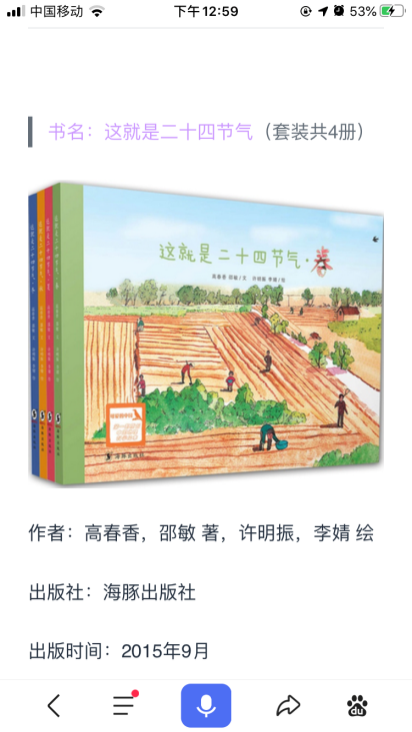 中国移动
下午12:59
53%
书名：这就是二十四节气（套装共4册）
这就是二十四节气·春
作者：高春香，邵敏 著，许明振，李婧 绘
出版社：海豚出版社
出版时间：2015年9月
du